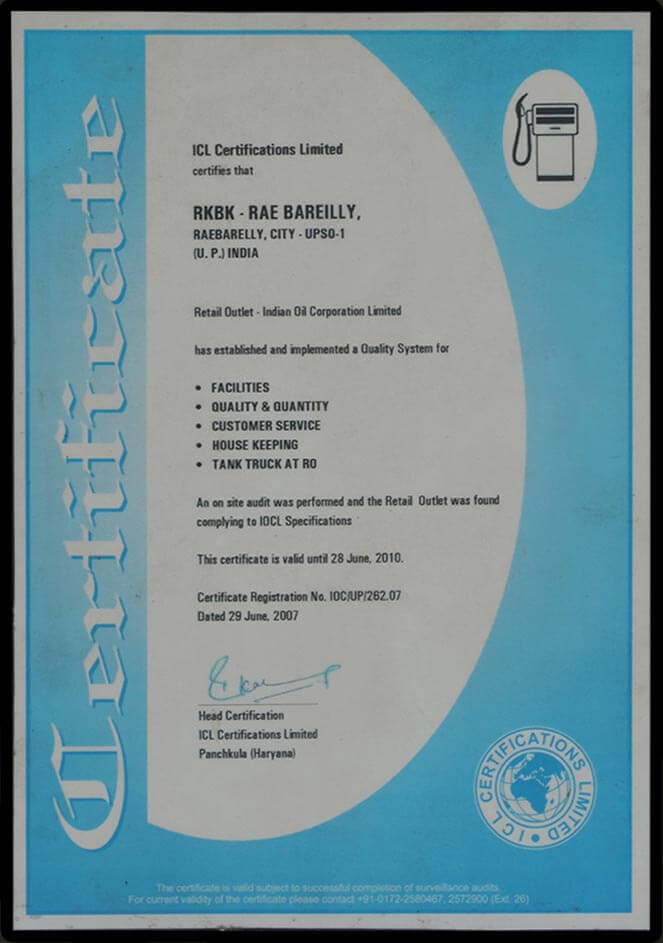 Certificate
ICL Certifications Limited
certifies that
RKBK - RAE BAREILLY,
RAEBARELLY, CITY - UPSO-1
(U. P.) INDIA
Retail Outlet - Indian Oil Corporation Limited
has established and implemented a Quality System for
• FACILITIES
• QUALITY & QUANTITY
• CUSTOMER SERVICE
• HOUSE KEEPING
• TANK TRUCK AT RO
An on site audit was performed and the Retail Outlet was found
complying to IOCL Specifications
This certificate is valid until 28 June, 2010.
Certificate Registration No. IOC/UP/262.07
Dated 29 June, 2007
Head Certification
ICL Certifications Limited
Panchkula (Haryana)
ICL CERTIFICATIONS LIMITED
The certificate is valid subject to successful completion of surveillance audits.
For current validity of the certificate please contact +91-0172-2580467, 2572900 (Ext. 26)